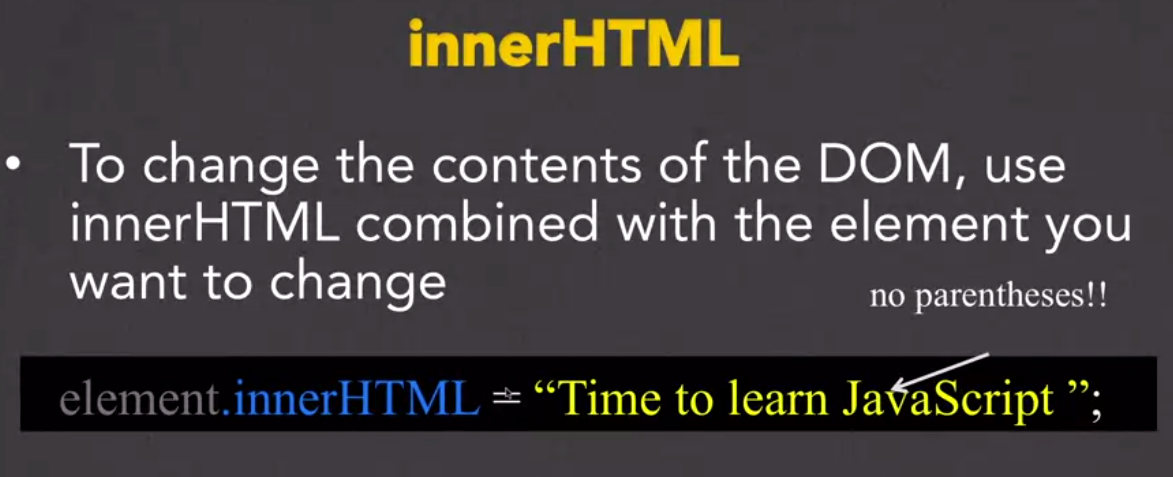 innerHTML
• To change the contents of the DOM, use
innerHTML combined with the element you
want to change
no parentheses!!
element.innerHTML = “Time to learn JavaScript ”;